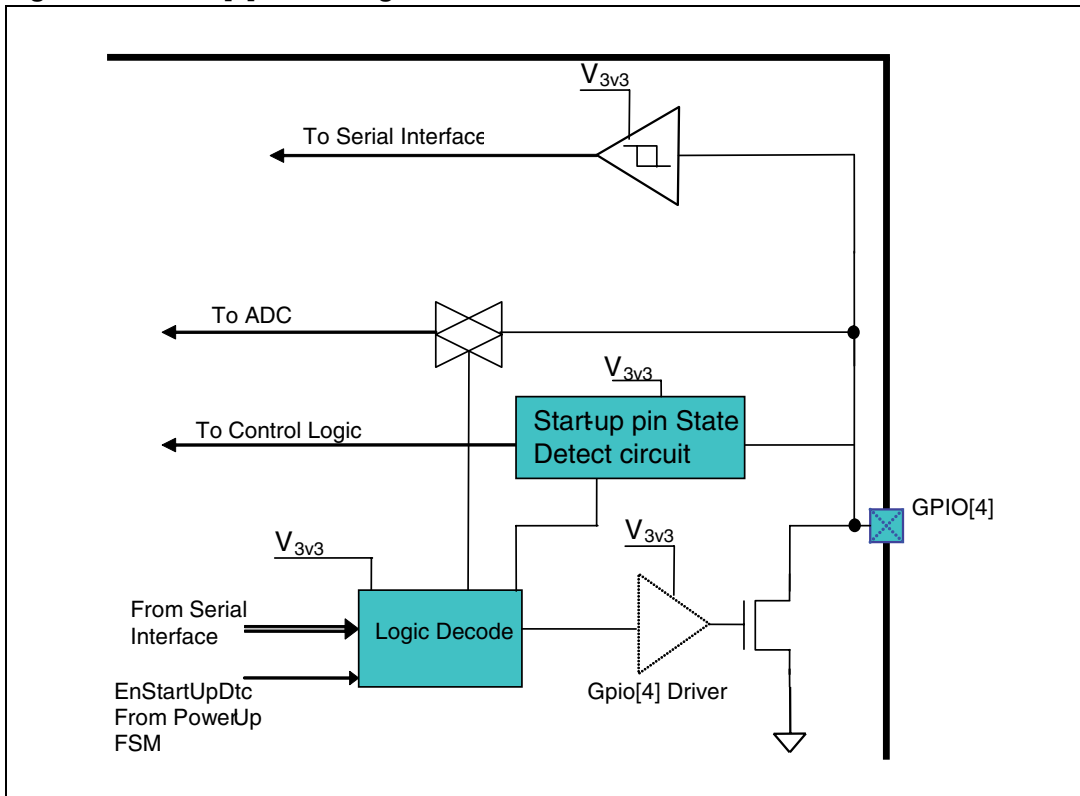 V3v3
To Serial Interface
To ADC
V3v3
Start-up pin State
Detect circuit
To Control Logic
GPIO[4]
V3v3
V3v3
From Serial
Interface
Logic Decode
Gpio[4] Driver
EnStartUpDtc
From PowerUp
FSM